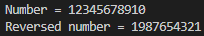 Number = 12345678910
Reversed number = 1987654321